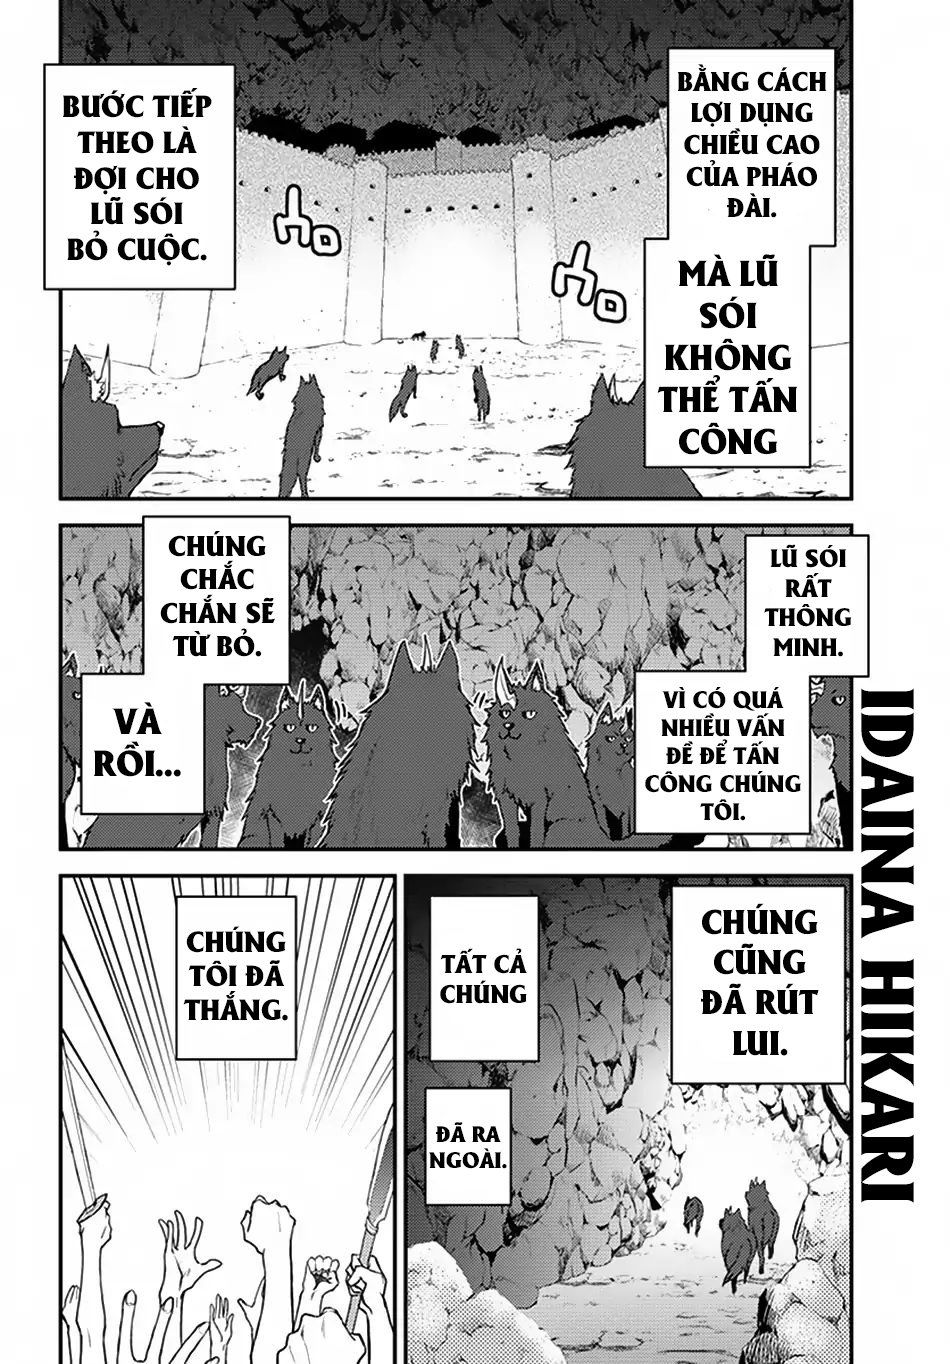 BẰNG CÁCH
LỢI DỤNG
CHIỀU CAO
CỦA PHÁO
ĐÀI.
MÀ LŨ
SÓI
KHÔNG
THỂ TẤN
CÔNG
BƯỚC TIẾP
THEO LÀ
ĐỢI CHO
LŨ SÓI
BỎ CUỘC.
HO
HO
LŨ SÓI
RẤT
THÔNG
MINH.
VÌ CÓ QUÁ
NHIỀU VẤN
ĐỀ ĐỂ TẤN
CÔNG CHÚNG
TÔI.
CHÚNG
CHẮC
CHẮN SẼ
TỪ BỎ.
VÀ
RỒI...
CHÚNG
CŨNG
ĐÃ RÚT
LUI.
TẤT CẢ
CHÚNG
ĐÃ RA
NGOÀI.
CHÚNG
TÔI ĐÃ
THẮNG.
IDAINA HIKARI